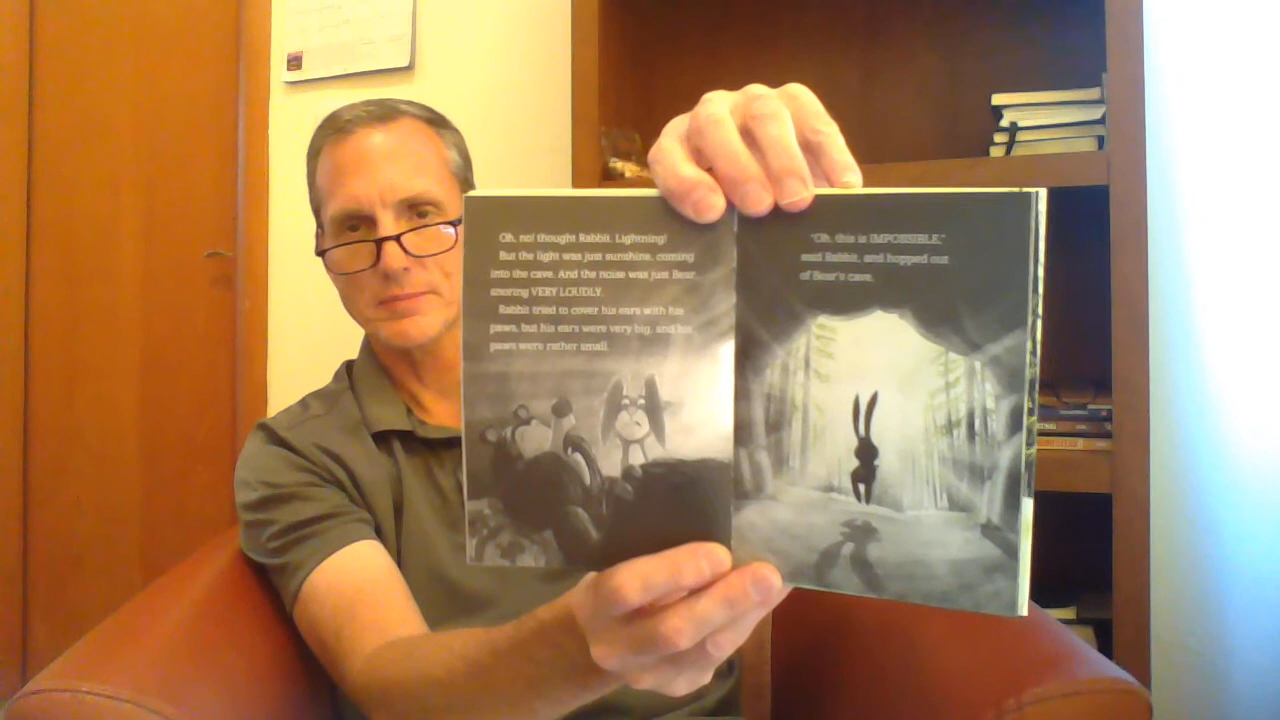 Oh, no! thought Rabbit. Lightning!
But the light was just sunshine, coming
into the cave. And the noise was just Bear
snoring VERY LOUDLY.
Rabbit tried to cover his ears with his
paws, but his ears were very big, and his
paws were rather small.
"Oh, this is IMPOSSIBLE,"
said Rabbit, and hopped out
of Bear's cave.